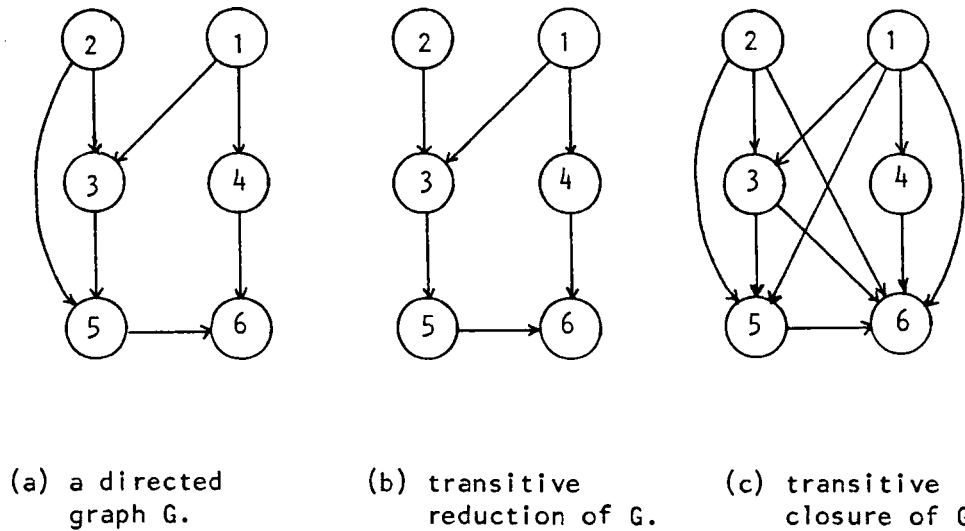 2 1 2 1 2 1
3 4 3 4 3 4
5 6 5 6 5 6
(a) a directed (b) transitive (c) transitive
graph G. reduction of G. closure of G